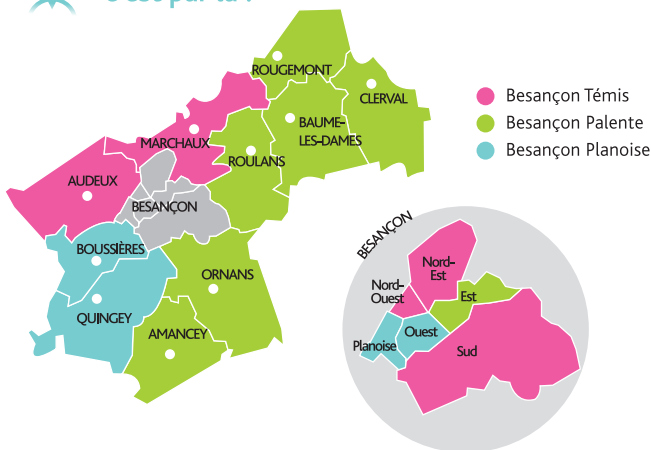 ROUGEMONT
CLERVAL
BAUME-
LES-DAMES
MARCHAUX
ROULANS
AUDEUX
BESANÇON
BOUSSIÈRES
ORNANS
QUINGEY
AMANCEY
Besançon Témis
Besançon Palente
Besançon Planoise
BESANÇON
Nord-
Est
Nord-
Ouest
Est
Ouest
Planoise
Sud